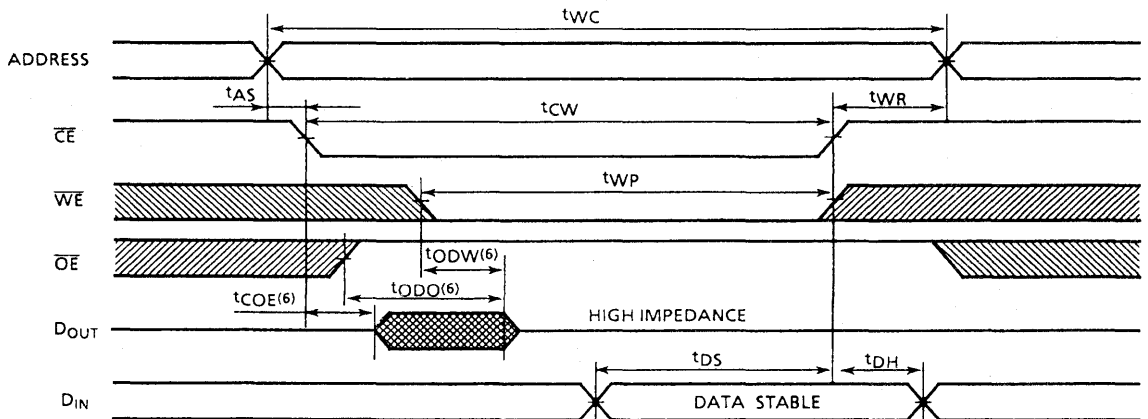 tWC
ADDRESS
tAS
tCW
tWR
CE
tWP
WE
tODW(6)
OE
tODO(6)
tCOE(6)
HIGH IMPEDANCE
DOUT
tDS
tDH
DIN
DATA STABLE